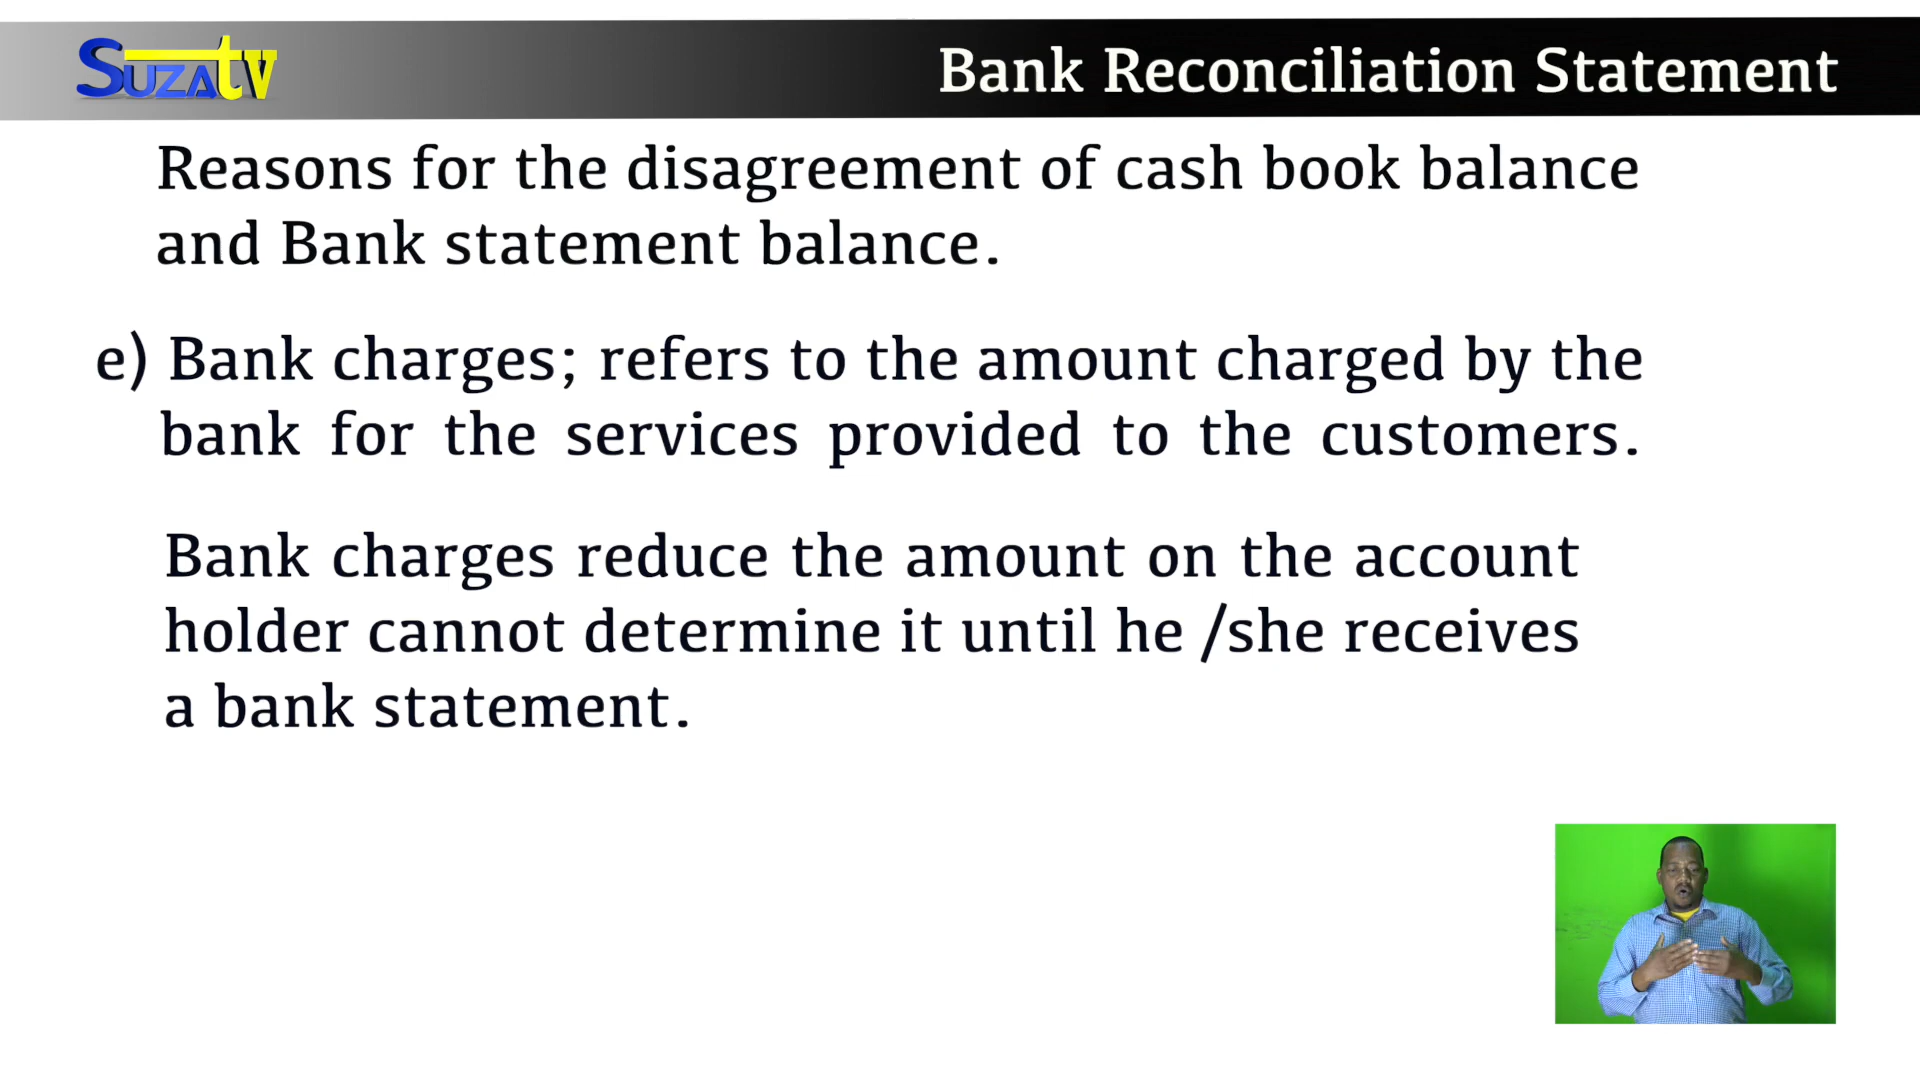 SUZAtv
Bank Reconciliation Statement
Reasons for the disagreement of cash book balance
and Bank statement balance.
e) Bank charges; refers to the amount charged by the
bank for the services provided to the customers.
Bank charges reduce the amount on the account
holder cannot determine it until he /she receives
a bank statement.